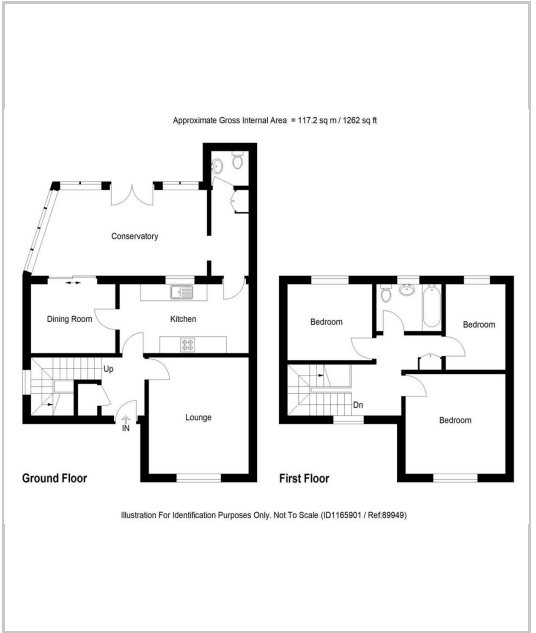 Approximate Gross Internal Area = 117.2 sq m / 1262 sq ft
Conservatory
Dining Room
Kitchen
Up
IN
Lounge
Ground Floor
Bedroom
Bedroom
Dn
Bedroom
First Floor
Illustration For Identification Purposes Only. Not To Scale (ID1165901 / Ref:89949)